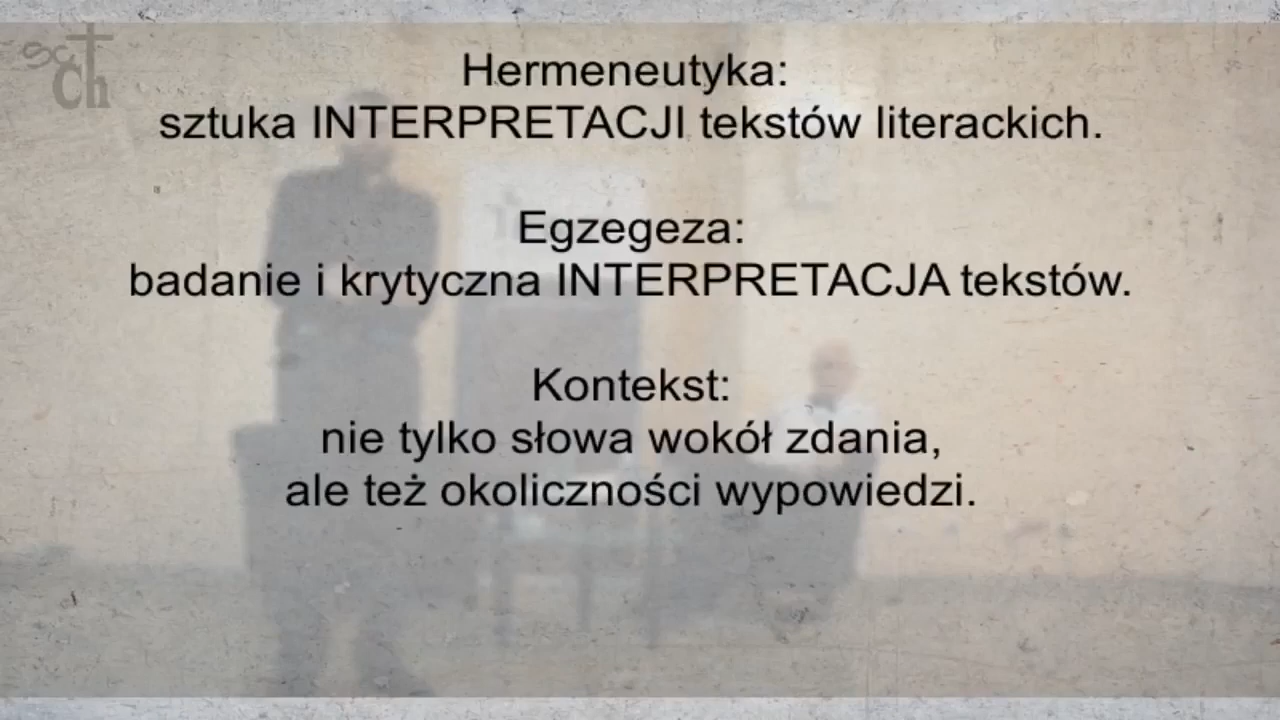 Hermeneutyka:
sztuka INTERPRETACJI tekstów literackich.
Egzegeza:
badanie i krytyczna INTERPRETACJA tekstów.
Kontekst:
nie tylko słowa wokół zdania,
ale też okoliczności wypowiedzi.